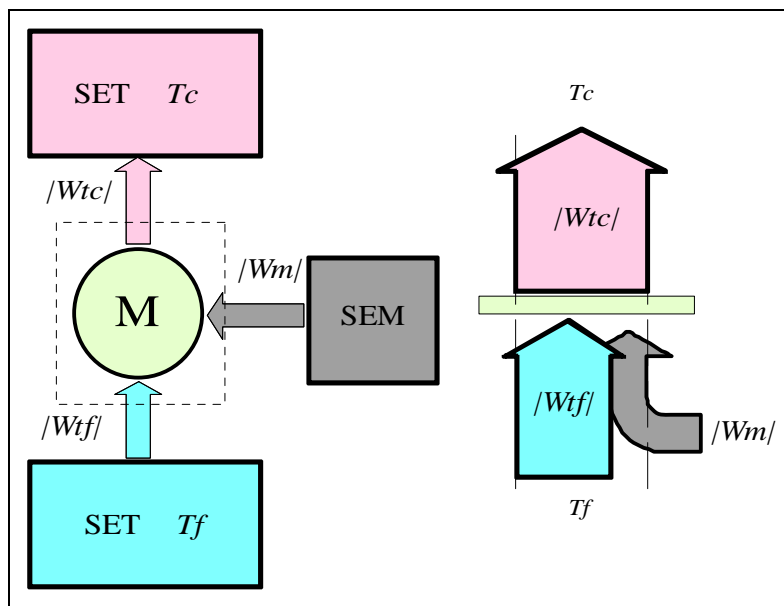 SET Tc
|Wtc|
|Wm|
M
SEM
|Wtf|
SET Tf
Tc
|Wtc|
|Wtf|
|Wm|
Tf